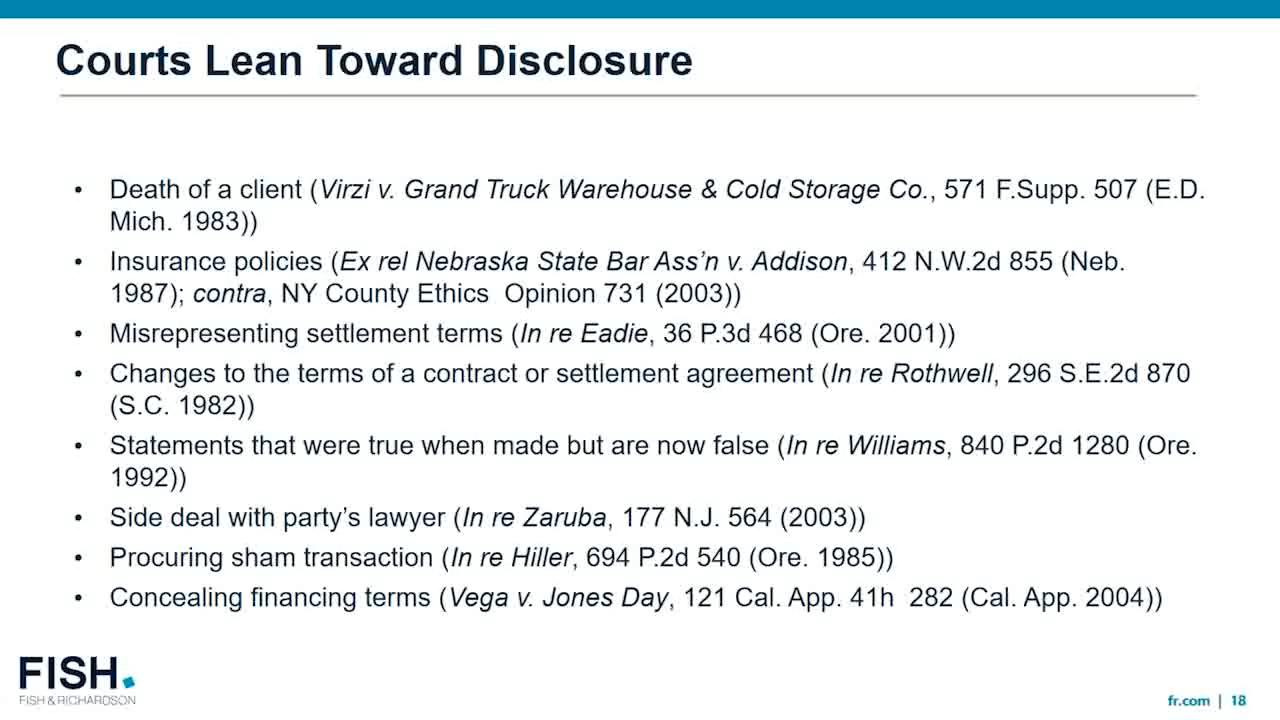 Courts Lean Toward Disclosure
• Death of a client (Virzi v. Grand Truck Warehouse & Cold Storage Co., 571 F.Supp. 507 (E.D.
Mich. 1983))
• Insurance policies (Ex rel Nebraska State Bar Ass’n v. Addison, 412 N.W.2d 855 (Neb.
1987); contra, NY County Ethics Opinion 731 (2003))
• Misrepresenting settlement terms (In re Eadie, 36 P.3d 468 (Ore. 2001))
• Changes to the terms of a contract or settlement agreement (In re Rothwell, 296 S.E.2d 870
(S.C. 1982))
• Statements that were true when made but are now false (In re Williams, 840 P.2d 1280 (Ore.
1992))
• Side deal with party’s lawyer (In re Zaruba, 177 N.J. 564 (2003))
• Procuring sham transaction (In re Hiller, 694 P.2d 540 (Ore. 1985))
• Concealing financing terms (Vega v. Jones Day, 121 Cal. App. 41h 282 (Cal. App. 2004))
FISH.
FISH & RICHARDSON
fr.com | 18